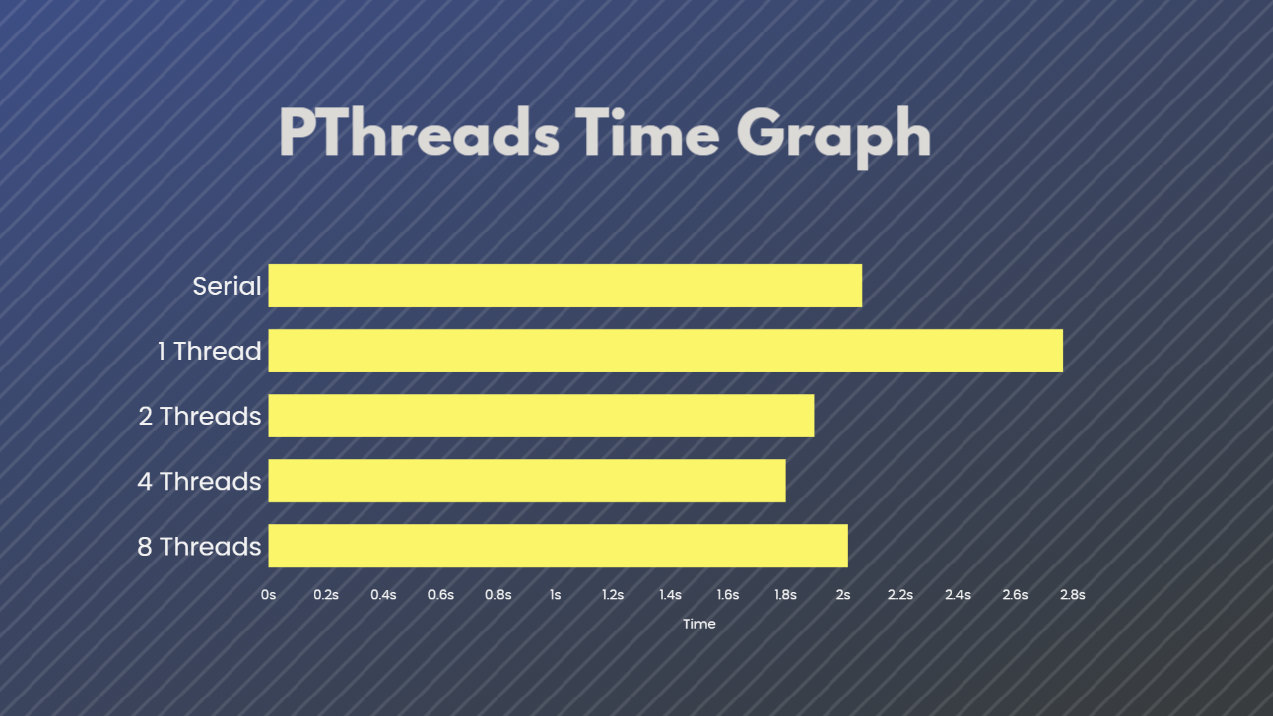 PThreads Time Graph
Serial
1 Thread
2 Threads
4 Threads
8 Threads
0s 0.2s 0.4s 0.6s 0.8s 1s 1.2s 1.4s 1.6s 1.8s 2s 2.2s 2.4s 2.6s 2.8s
Time